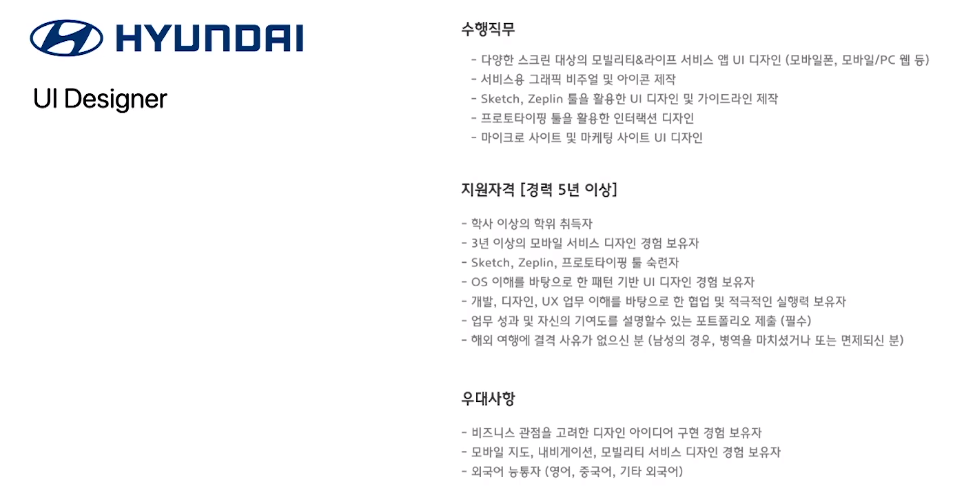 HYUNDAI
UI Designer
수행직무
- 다양한 스크린 대상의 모빌리티&라이프 서비스 앱 UI 디자인 (모바일폰, 모바일/PC 웹 등)
- 서비스용 그래픽 비주얼 및 아이콘 제작
- Sketch, Zeplin 툴을 활용한 UI 디자인 및 가이드라인 제작
- 프로토타이핑 툴을 활용한 인터랙션 디자인
- 마이크로 사이트 및 마케팅 사이트 UI 디자인
지원자격 [경력 5년 이상]
- 학사 이상의 학위 취득자
- 3년 이상의 모바일 서비스 디자인 경험 보유자
- Sketch, Zeplin, 프로토타이핑 툴 숙련자
- OS 이해를 바탕으로 한 패턴 기반 UI 디자인 경험 보유자
- 개발, 디자인, UX 업무 이해를 바탕으로 한 협업 및 적극적인 실행력 보유자
- 업무 성과 및 자신의 기여도를 설명할수 있는 포트폴리오 제출 (필수)
- 해외 여행에 결격 사유가 없으신 분 (남성의 경우, 병역을 마치셨거나 또는 면제되신 분)
우대사항
- 비즈니스 관점을 고려한 디자인 아이디어 구현 경험 보유자
- 모바일 지도, 내비게이션, 모빌리티 서비스 디자인 경험 보유자
- 외국어 능통자 (영어, 중국어, 기타 외국어)